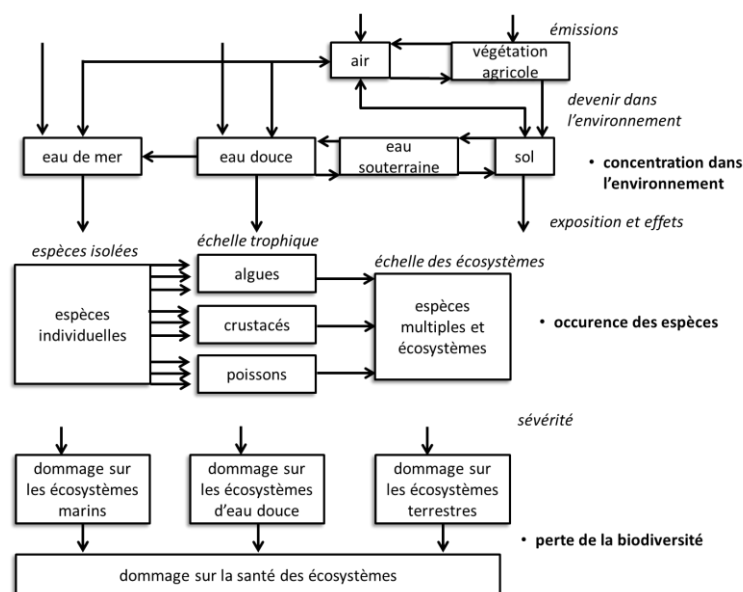 émissions
air
végétation
agricole
devenir dans
l'environnement
eau de mer
eau douce
eau
souterraine
sol
• concentration dans
l'environnement
exposition et effets
espèces isolées
échelle trophique
échelle des écosystèmes
espèces
individuelles
algues
crustacés
poissons
espèces
multiples et
écosystèmes
• occurence des espèces
sévérité
dommage sur
les écosystèmes
marins
dommage sur
les écosystèmes
d'eau douce
dommage sur
les écosystèmes
terrestres
• perte de la biodiversité
dommage sur la santé des écosystèmes